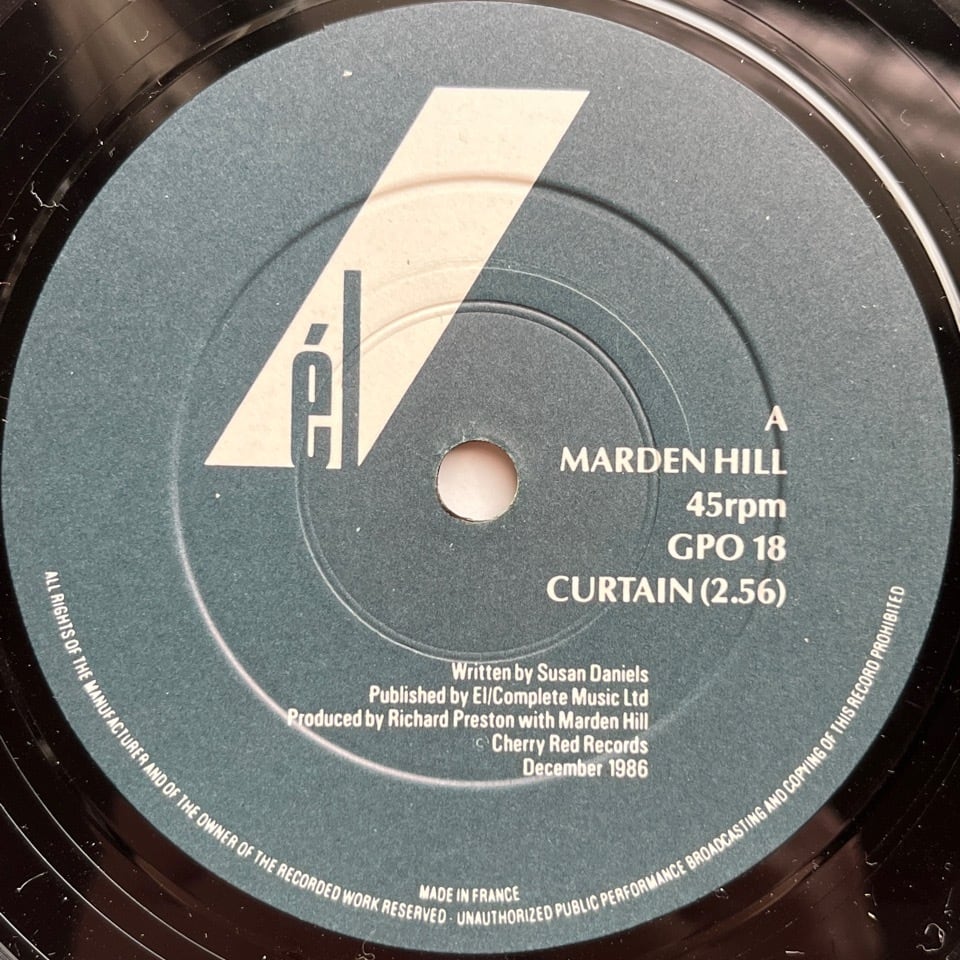 él
A
MARDEN HILL
45rpm
GPO 18
CURTAIN (2.56)
Written by Susan Daniels
Published by El/Complete Music Ltd
Produced by Richard Preston with Marden Hill
© Cherry Red Records
December 1986
MADE IN FRANCE
ALL RIGHTS OF THE MANUFACTURER AND OF THE OWNER OF THE RECORDED WORK RESERVED · UNAUTHORIZED PUBLIC PERFORMANCE BROADCASTING AND COPYING OF THIS RECORD PROHIBITED